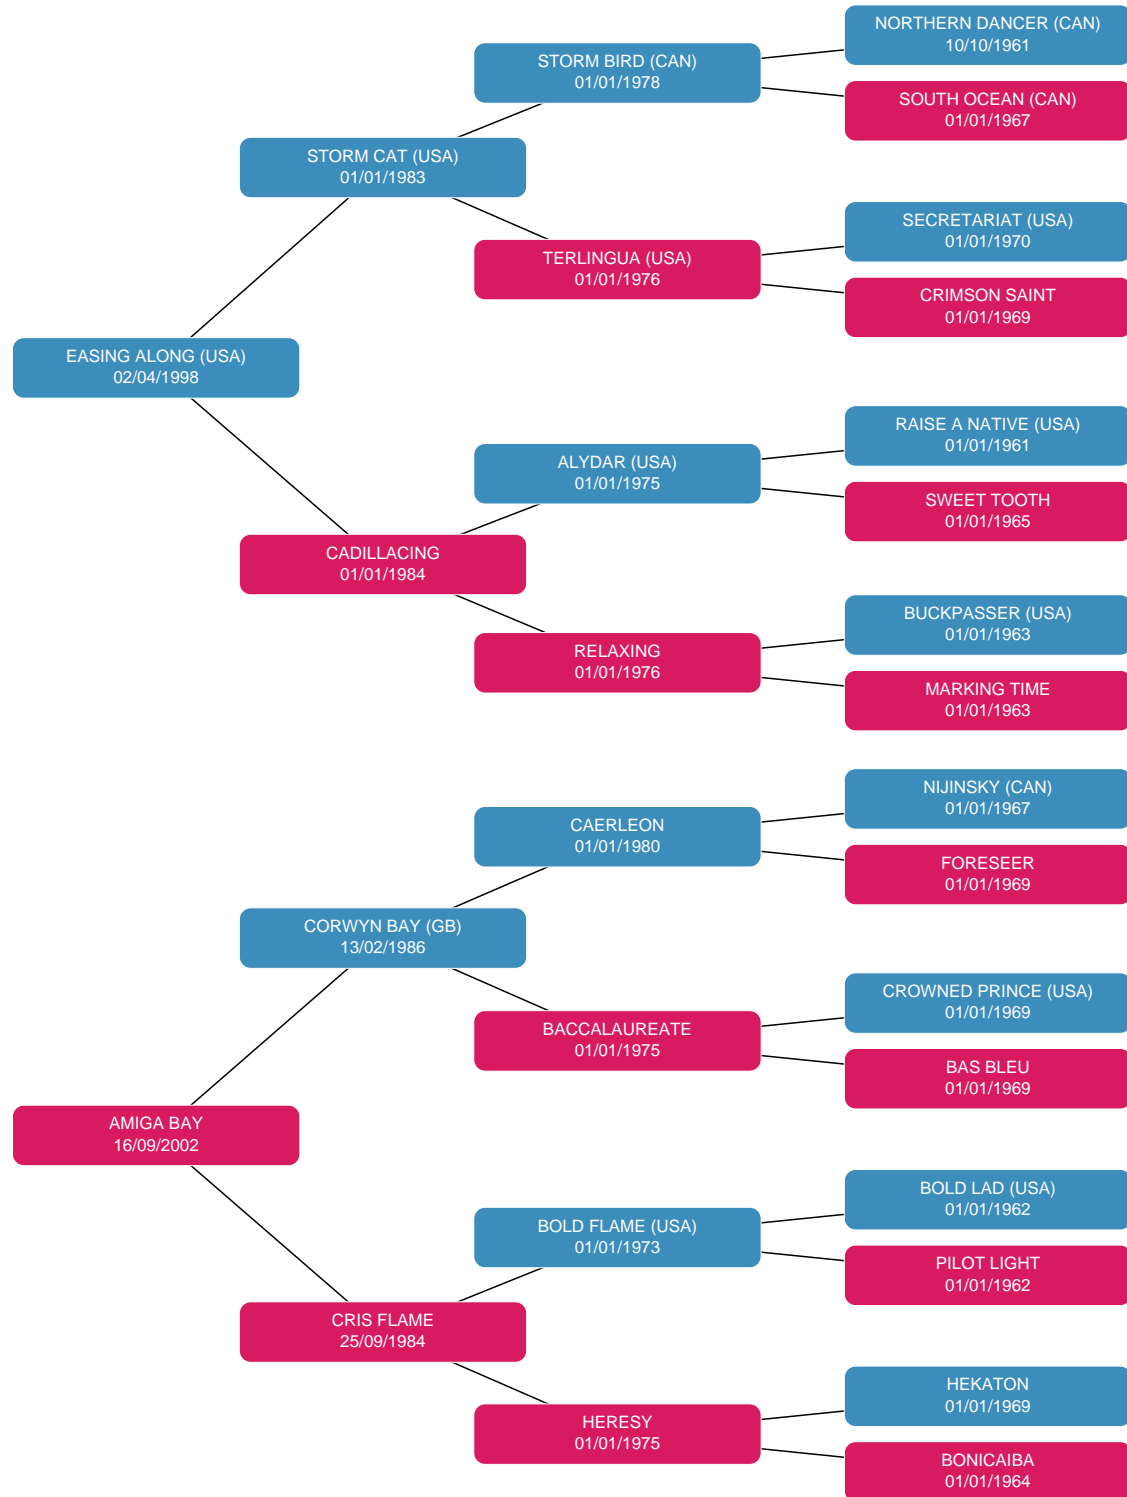 NORTHERN DANCER (CAN)
10/10/1961
STORM BIRD (CAN)
01/01/1978
SOUTH OCEAN (CAN)
01/01/1967
STORM CAT (USA)
01/01/1983
SECRETARIAT (USA)
01/01/1970
TERLINGUA (USA)
01/01/1976
CRIMSON SAINT
01/01/1969
EASING ALONG (USA)
02/04/1998
RAISE A NATIVE (USA)
01/01/1961
ALYDAR (USA)
01/01/1975
SWEET TOOTH
01/01/1965
CADILLACING
01/01/1984
BUCKPASSER (USA)
01/01/1963
RELAXING
01/01/1976
MARKING TIME
01/01/1963
NIJINSKY (CAN)
01/01/1967
CAERLEON
01/01/1980
FORESEER
01/01/1969
CORWYN BAY (GB)
13/02/1986
CROWNED PRINCE (USA)
01/01/1969
BACCALAUREATE
01/01/1975
BAS BLEU
01/01/1969
AMIGA BAY
16/09/2002
BOLD LAD (USA)
01/01/1962
BOLD FLAME (USA)
01/01/1973
PILOT LIGHT
01/01/1962
CRIS FLAME
25/09/1984
HEKATON
01/01/1969
HERESY
01/01/1975
BONICAIBA
01/01/1964